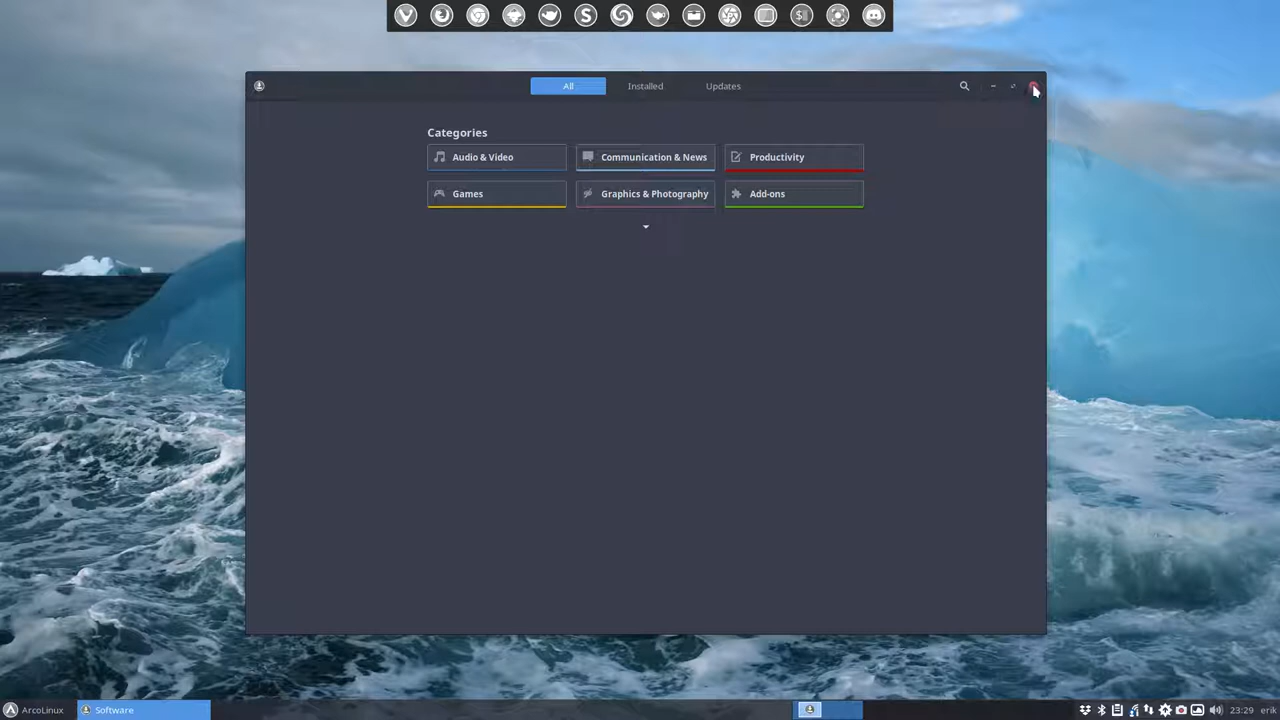 All
Installed
Updates
Categories
Audio & Video
Communication & News
Productivity
Games
Graphics & Photography
Add-ons
ArcoLinux
Software
23:29
erik